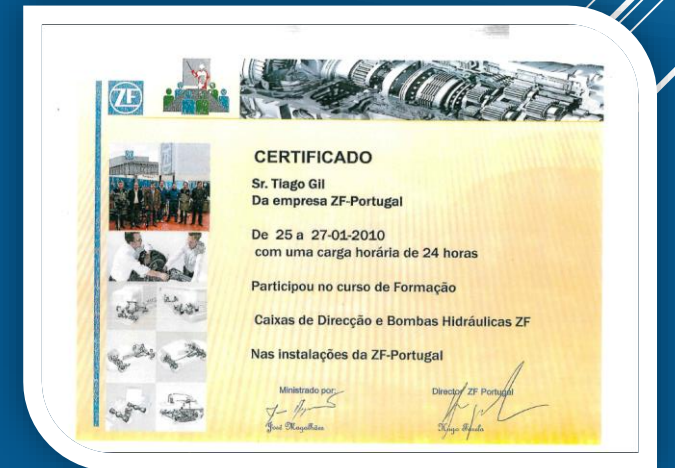 ZF
CERTIFICADO
Sr. Tiago Gil
Da empresa ZF-Portugal
De 25 a 27-01-2010
com uma carga horária de 24 horas
Participou no curso de Formação
Caixas de Direcção e Bombas Hidráulicas ZF
Nas instalações da ZF-Portugal
Ministrado por:
Director ZF Portugal
José Magalhães